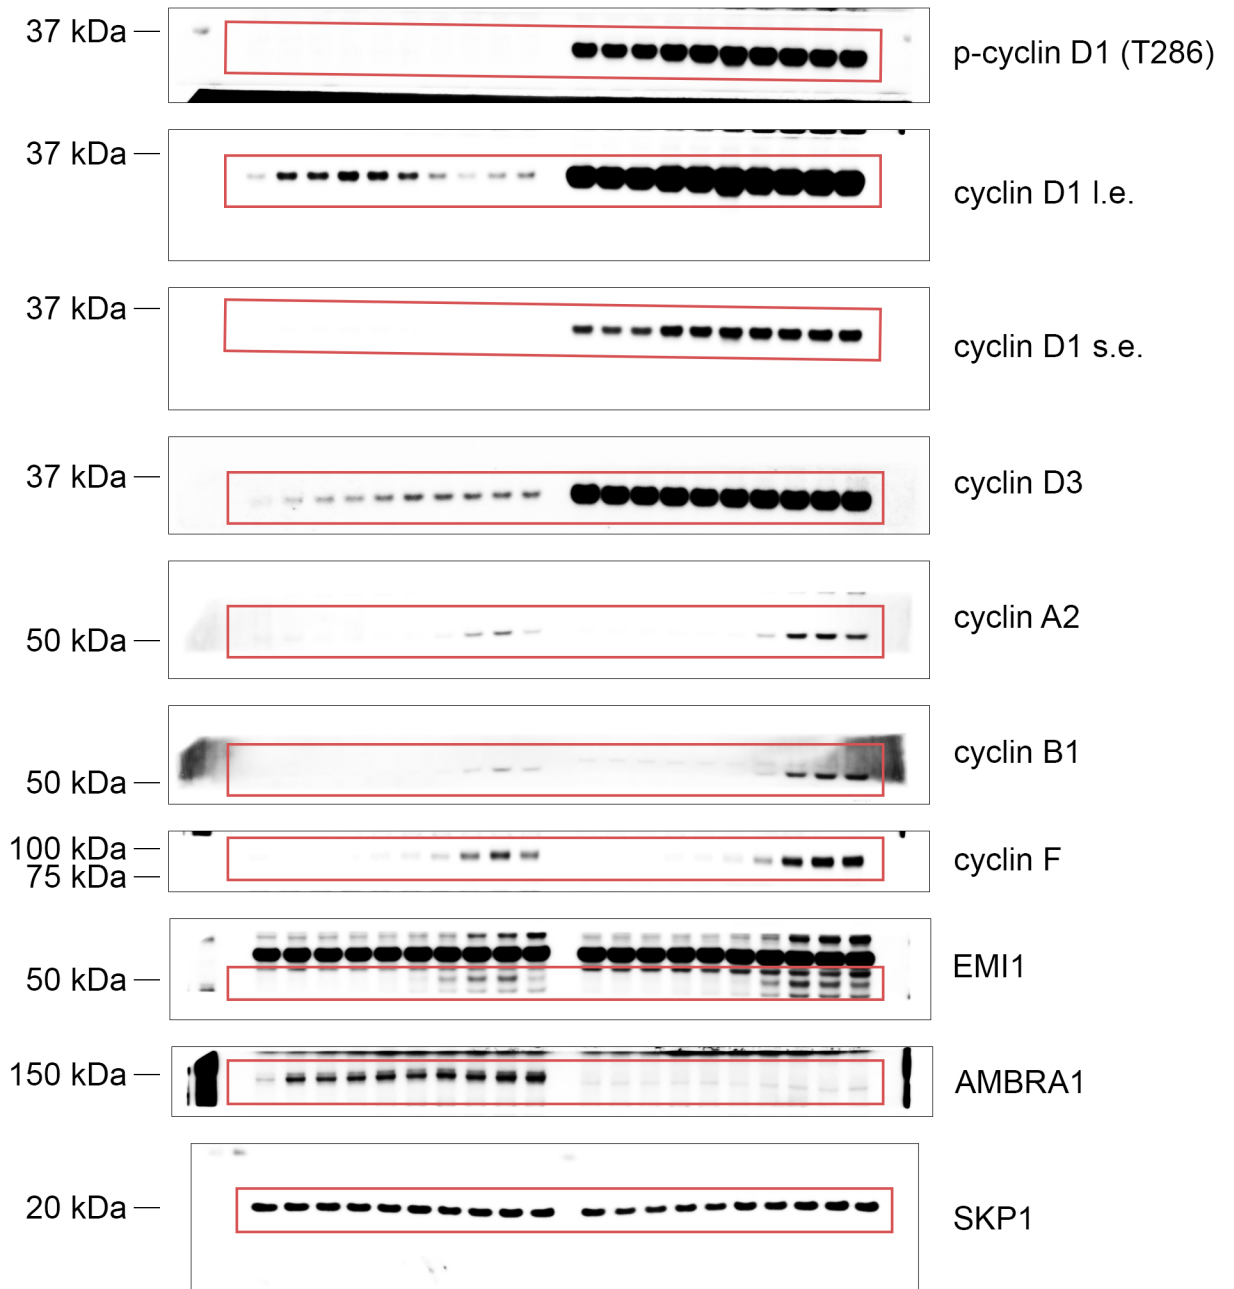 37 kDa
p-cyclin D1 (T286)
37 kDa
cyclin D1 l.e.
37 kDa
cyclin D1 s.e.
37 kDa
cyclin D3
50 kDa
cyclin A2
50 kDa
cyclin B1
100 kDa
75 kDa
cyclin F
50 kDa
EMI1
150 kDa
AMBRA1
20 kDa
SKP1